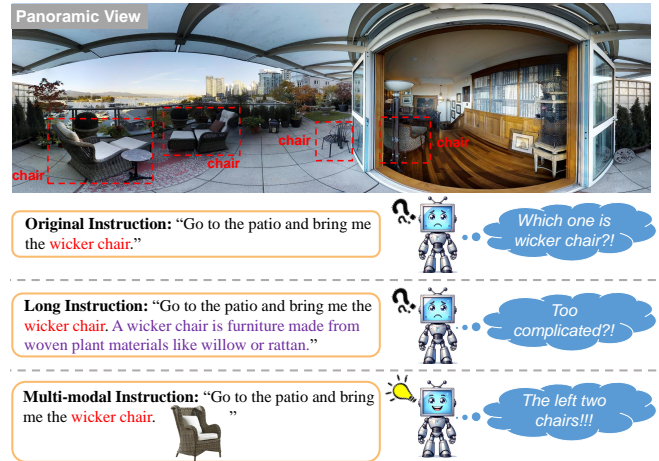 Panoramic View
chair
chair
chair
chair
Original Instruction: “Go to the patio and bring me
the wicker chair.”
Which one is
wicker chair?!
Long Instruction: “Go to the patio and bring me the
wicker chair. A wicker chair is furniture made from
woven plant materials like willow or rattan.”
Too
complicated?!
Multi-modal Instruction: “Go to the patio and bring
me the wicker chair. ”
The left two
chairs!!!